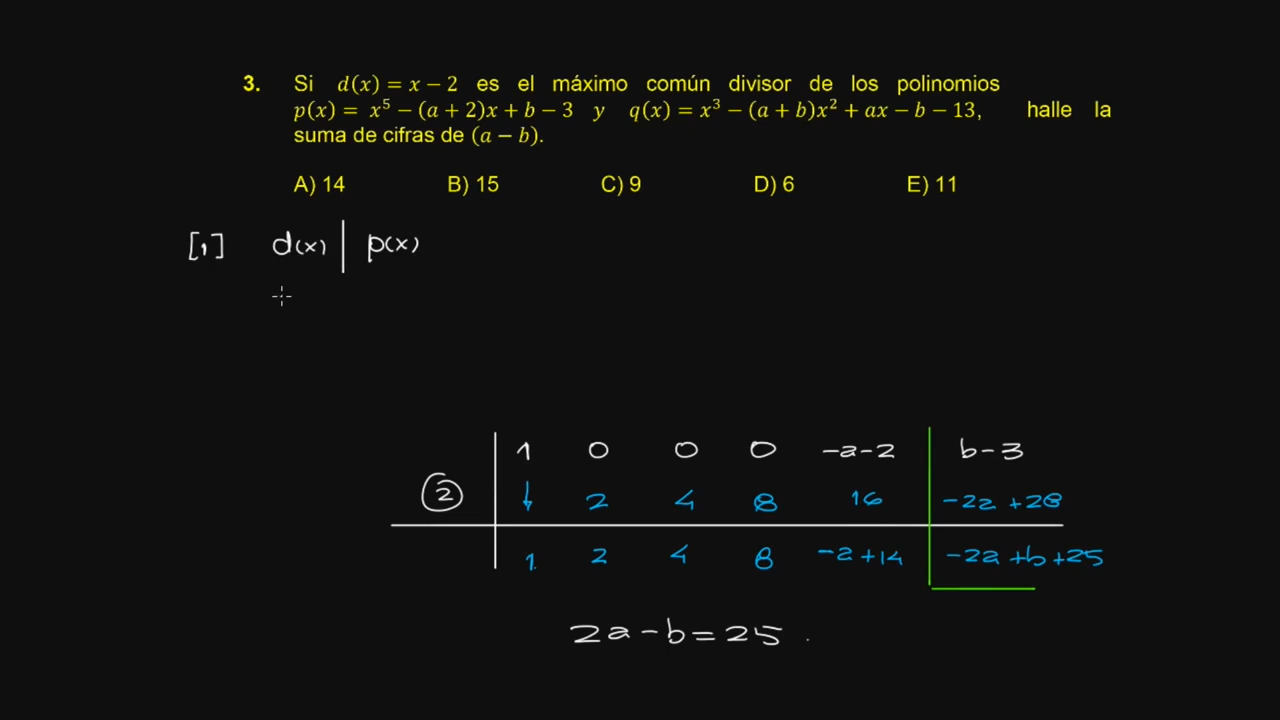 3. Si d(x) = x − 2 es el máximo común divisor de los polinomios
p(x) = x⁵ − (a + 2)x + b − 3 y q(x) = x³ − (a + b)x² + ax − b − 13, halle la
suma de cifras de (a − b).
A) 14 B) 15 C) 9 D) 6 E) 11
[1] d(x) | p(x)
1 0 0 0 -a-2 b-3
2 ↓ 2 4 8 16 -2a+28
1 2 4 8 -a+14 -2a+b+25
2a-b=25